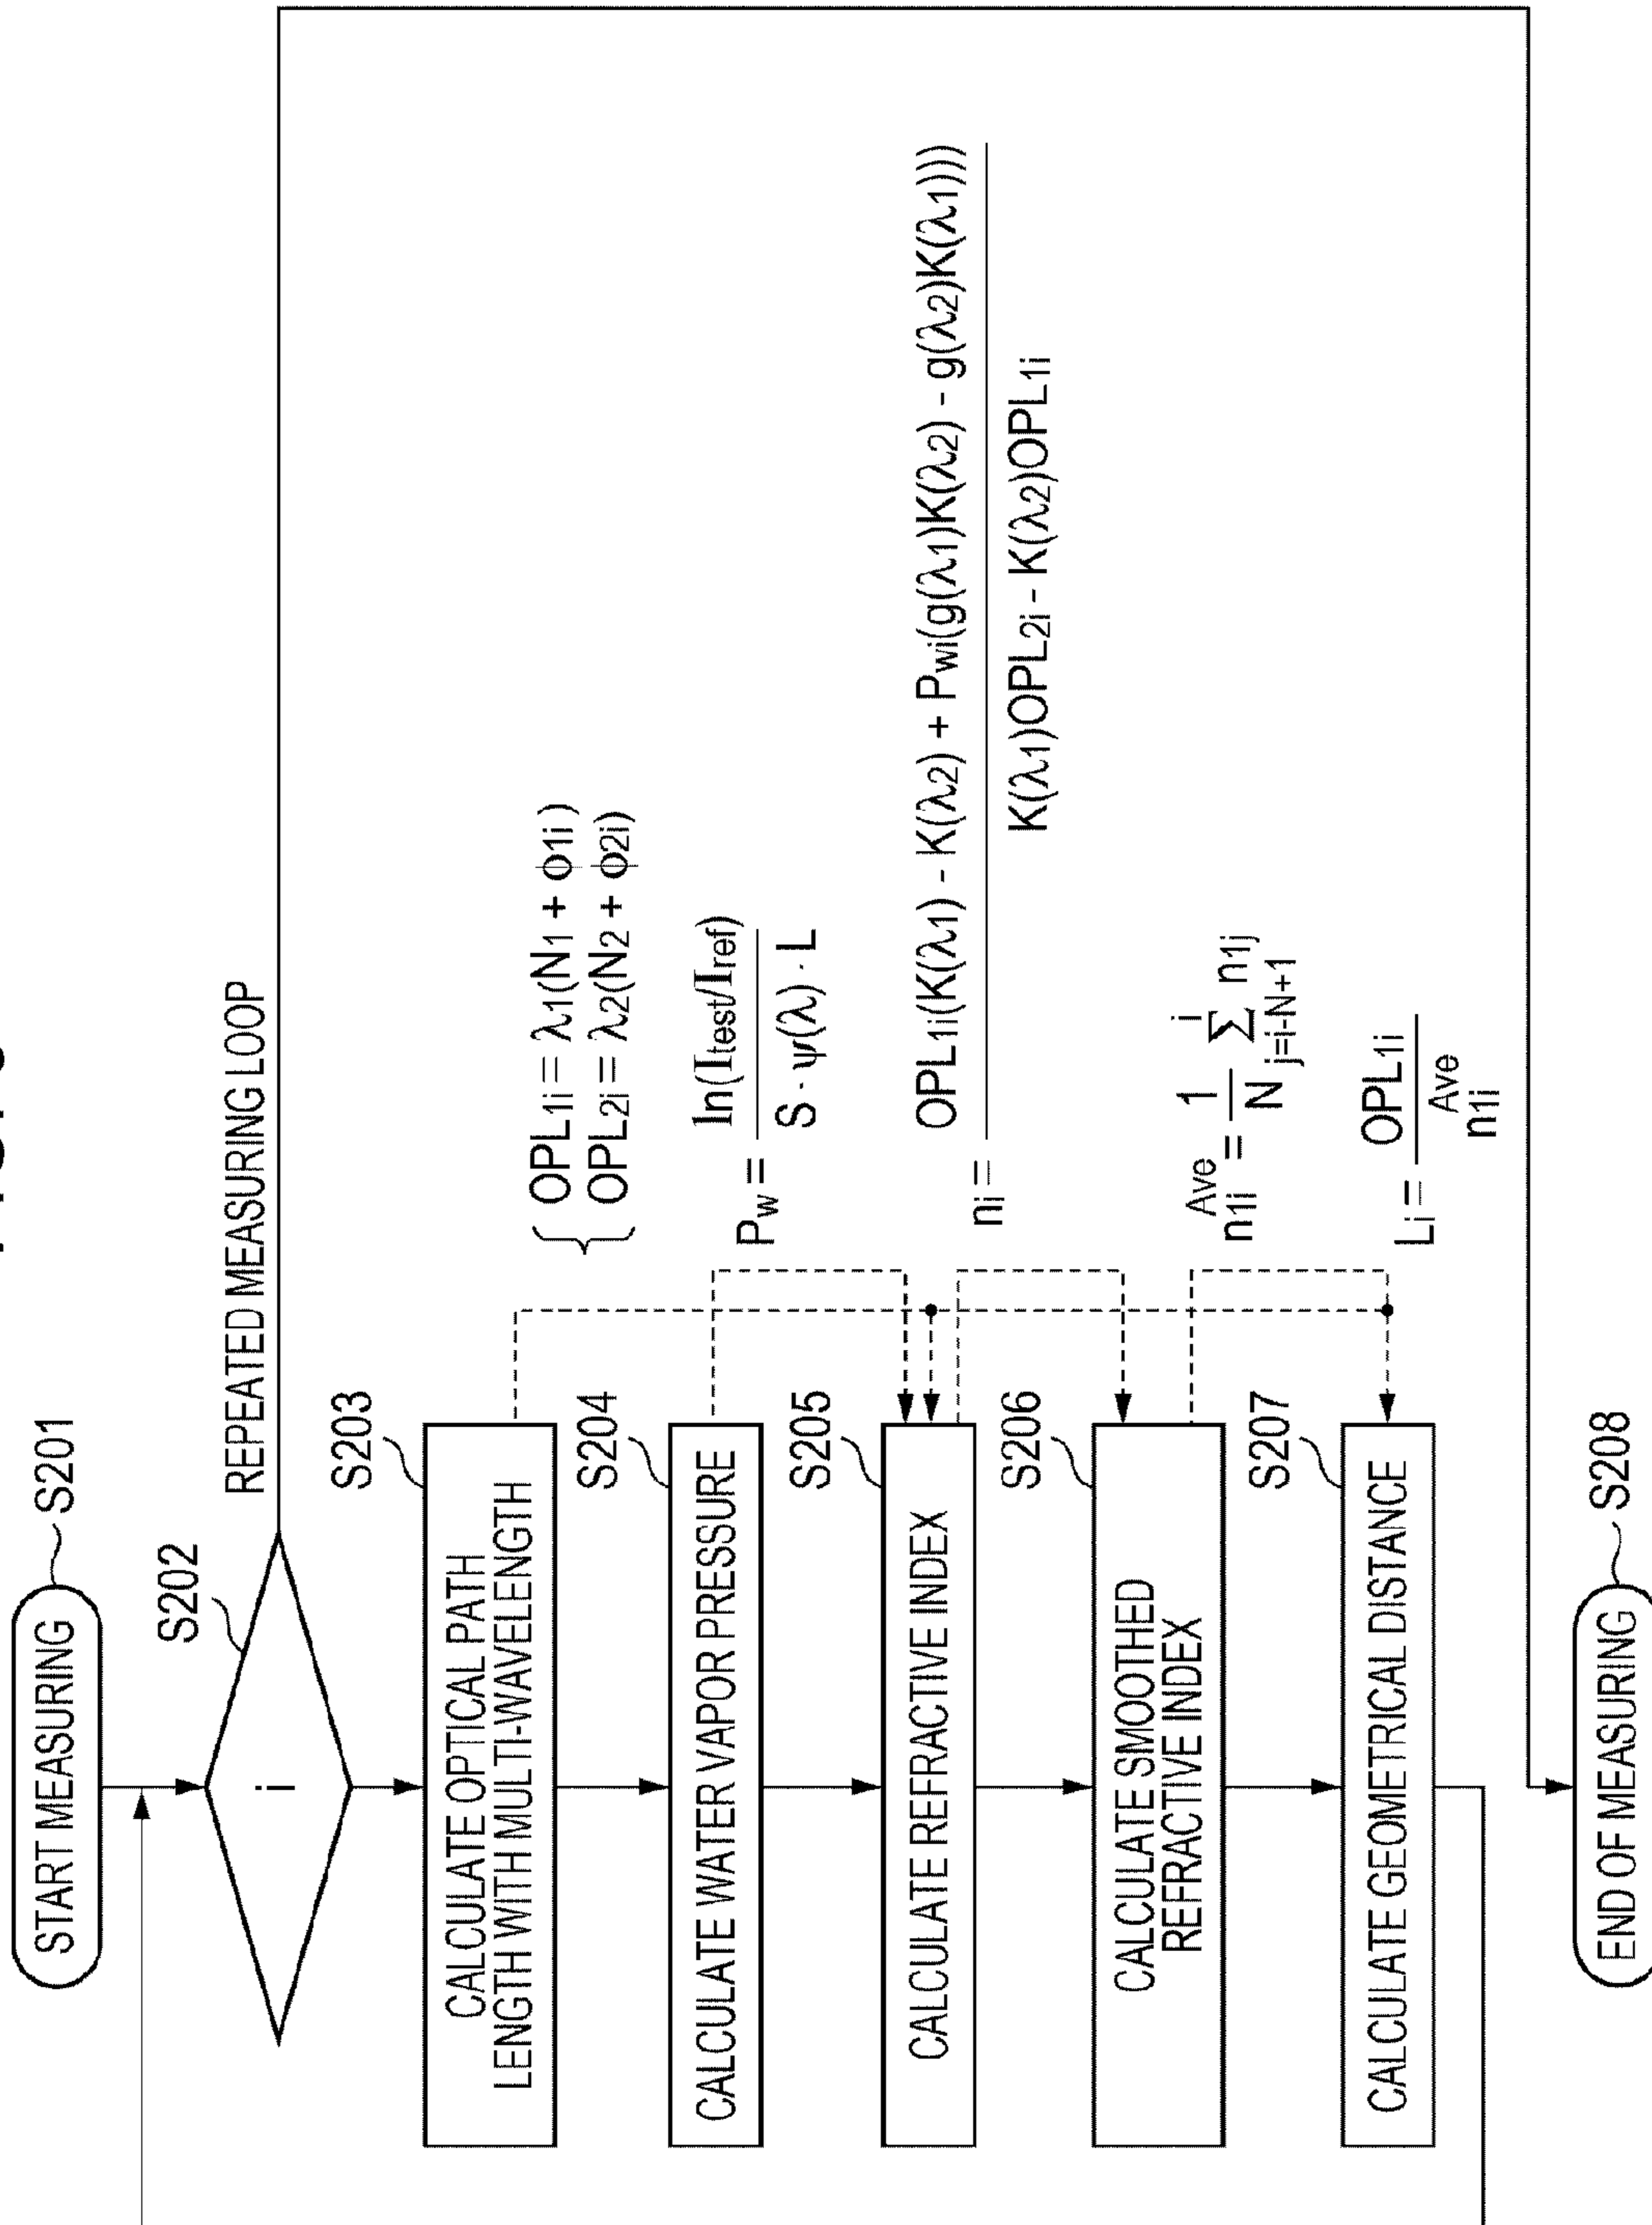 START MEASURING
S201
S202
i
REPEATED MEASURING LOOP
S203
CALCULATE OPTICAL PATH
LENGTH WITH MULTI-WAVELENGTH
OPL1i = λ1(N1 + ϕ1i)
OPL2i = λ2(N2 + ϕ2i)
S204
CALCULATE WATER VAPOR PRESSURE
Pw = ln(Itest/Iref) / S · ψ(λ) · L
S205
CALCULATE REFRACTIVE INDEX
ni = OPL1i(K(λ1) - K(λ2) + Pwi(g(λ1)K(λ2) - g(λ2)K(λ1))) / K(λ1)OPL2i - K(λ2)OPL1i
S206
CALCULATE SMOOTHED
REFRACTIVE INDEX
n1i Ave = 1/N Σ j=i-N+1 i n1j
S207
CALCULATE GEOMETRICAL DISTANCE
Li = OPL1i / n1i Ave
END OF MEASURING
S208